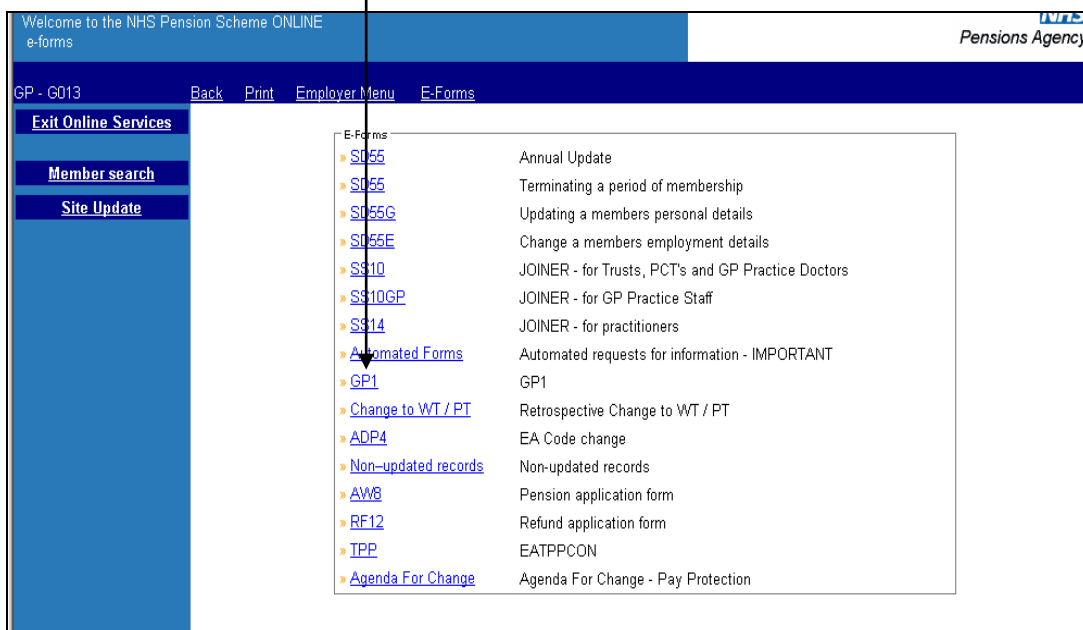 Welcome to the NHS Pension Scheme ONLINE
e-forms
NHS
Pensions Agency
GP - G013 Back Print Employer Menu E-Forms
Exit Online Services
Member search
Site Update
E-Forms
» SD55 Annual Update
» SD55 Terminating a period of membership
» SD55G Updating a members personal details
» SD55E Change a members employment details
» SS10 JOINER - for Trusts, PCT's and GP Practice Doctors
» SS10GP JOINER - for GP Practice Staff
» SS14 JOINER - for practitioners
» Automated Forms Automated requests for information - IMPORTANT
» GP1 GP1
» Change to WT / PT Retrospective Change to WT / PT
» ADP4 EA Code change
» Non–updated records Non-updated records
» AW8 Pension application form
» RF12 Refund application form
» TPP EATPPCON
» Agenda For Change Agenda For Change - Pay Protection